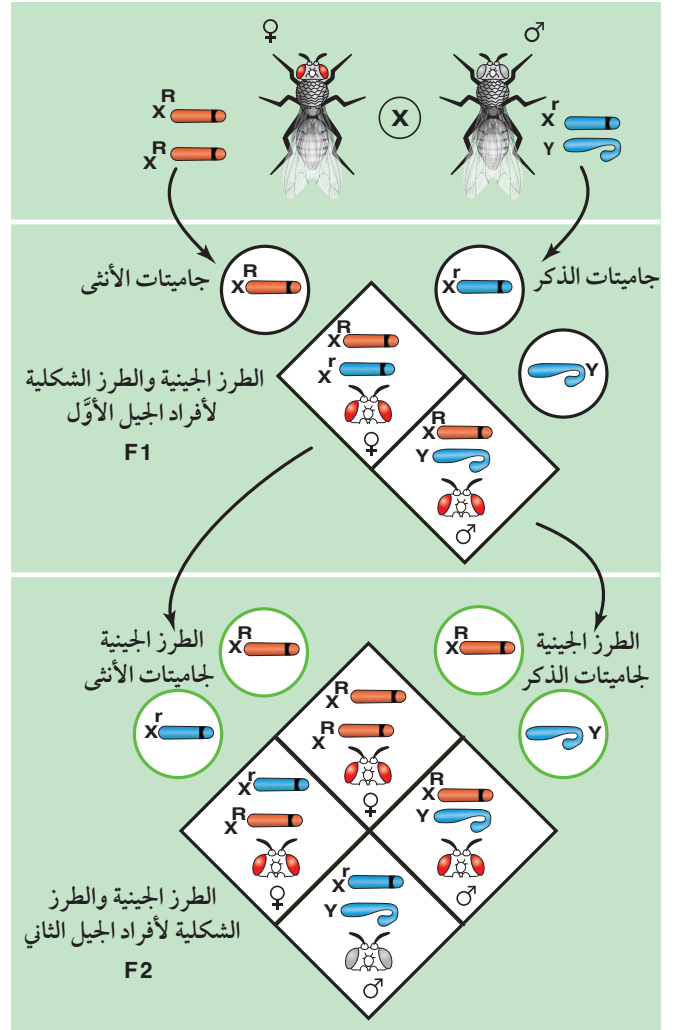 ♀ ♂
X^R
X^R
X
X^r
Y
جاميتات الأنثى
X^R
X^r
جاميتات الذكر
Y
الطرز الجينية والطرز الشكلية
لأفراد الجيل الأوَّل
F1
X^R
X^r
♀
X^R
Y
♂
الطرز الجينية
لجاميتات الأنثى
X^R
X^r
X^R
الطرز الجينية
لجاميتات الذكر
Y
X^R
X^R
♀
X^r
X^R
♀
X^R
Y
♂
X^r
Y
♂
الطرز الجينية والطرز
الشكلية لأفراد الجيل الثاني
F2